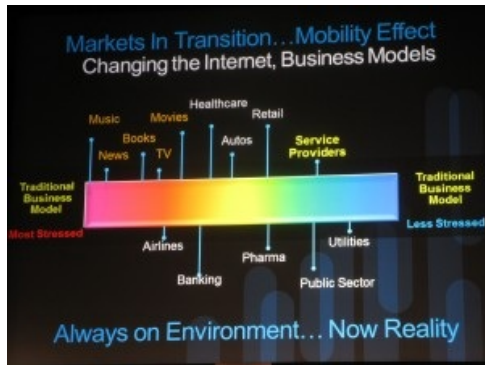 Markets In Transition...Mobility Effect
Changing the Internet, Business Models
Healthcare
Music
Movies
Retail
Books
Autos
Service
Providers
News
TV
Traditional
Business
Model
Most Stressed
Traditional
Business
Model
Less Stressed
Airlines
Utilities
Pharma
Banking
Public Sector
Always on Environment... Now Reality